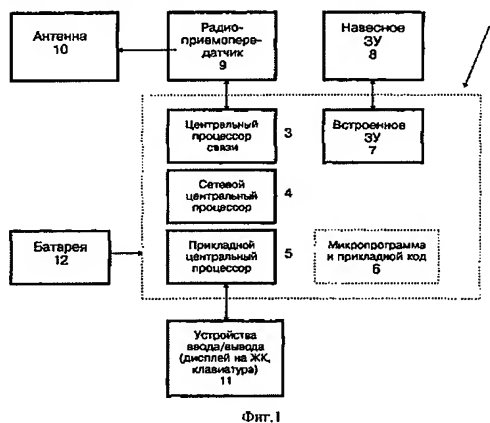 Антенна
10
Радио-
приемопере-
датчик
9
Навесное
ЗУ
8
Центральный
процессор
связи
3
Встроенное
ЗУ
7
Сетевой
центральный
процессор
4
Батарея
12
Прикладной
центральный
процессор
5
Микропрограмма
и прикладной код
6
Устройства
ввода/вывода
(дисплей на ЖК,
клавиатура)
11
Фиг.1